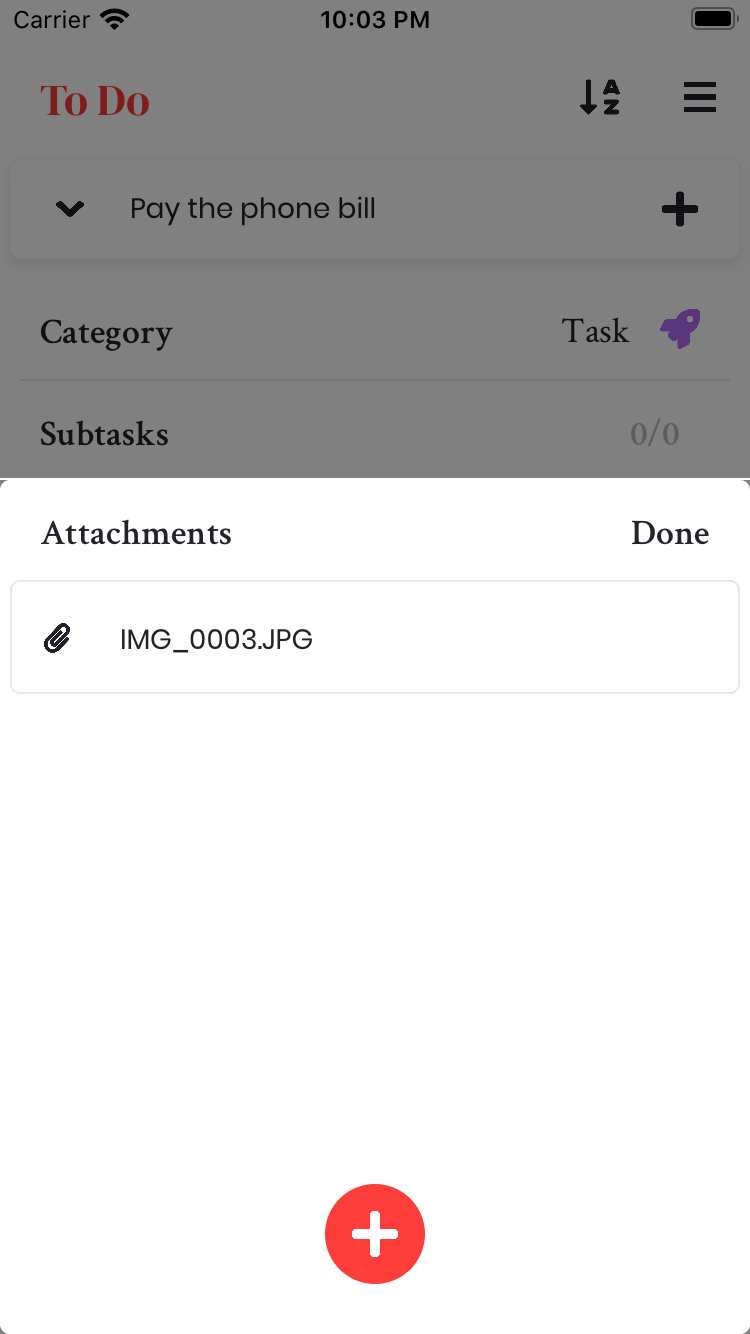 Carrier 10:03 PM
To Do
Pay the phone bill
Category Task
Subtasks 0/0
Attachments Done
IMG_0003.JPG